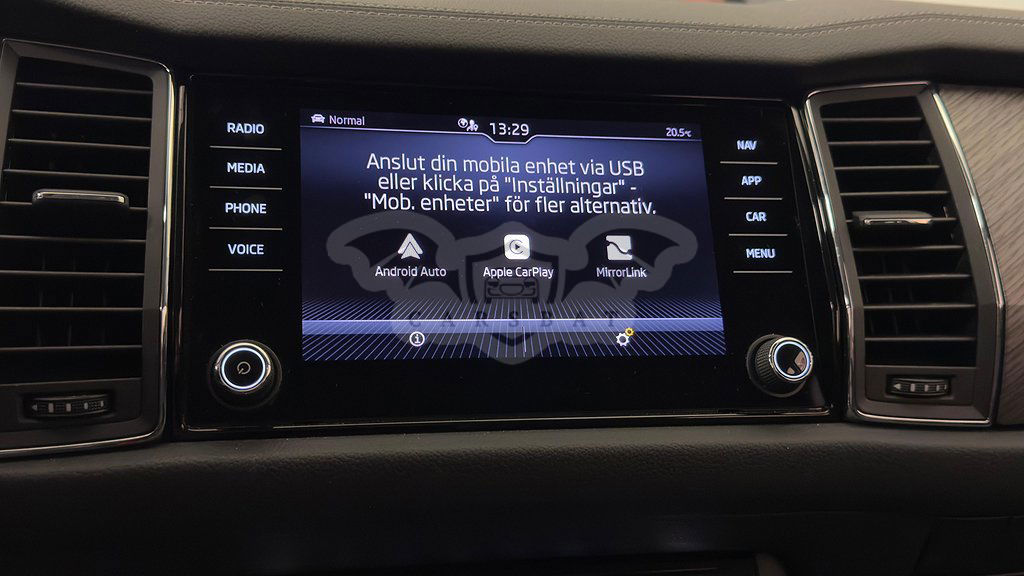 Normal
13:29
20.5°C
RADIO
MEDIA
PHONE
VOICE
Anslut din mobila enhet via USB
eller klicka på "Inställningar" -
"Mob. enheter" för fler alternativ.
Android Auto
Apple CarPlay
MirrorLink
NAV
APP
CAR
MENU
CARSBAT